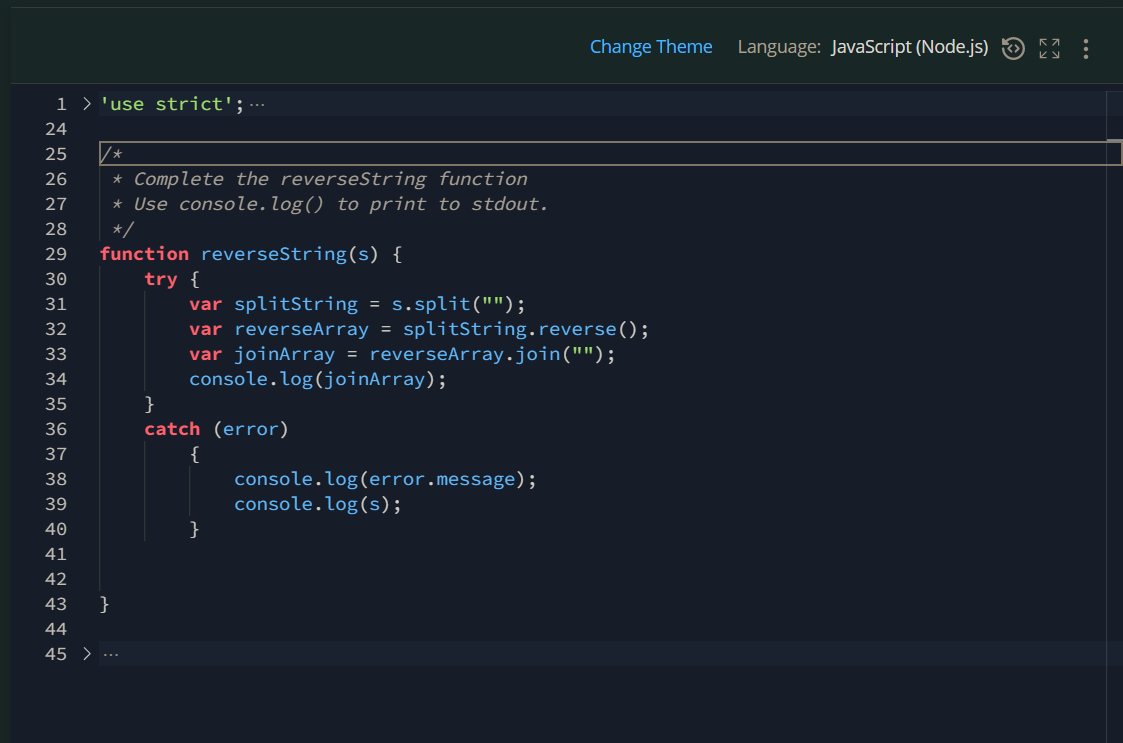 Change Theme Language: JavaScript (Node.js)
1 > 'use strict'; ...
24
25 /*
26  * Complete the reverseString function
27  * Use console.log() to print to stdout.
28  */
29 function reverseString(s) {
30     try {
31         var splitString = s.split("");
32         var reverseArray = splitString.reverse();
33         var joinArray = reverseArray.join("");
34         console.log(joinArray);
35     }
36     catch (error)
37         {
38             console.log(error.message);
39             console.log(s);
40         }
41
42
43 }
44
45 > ...